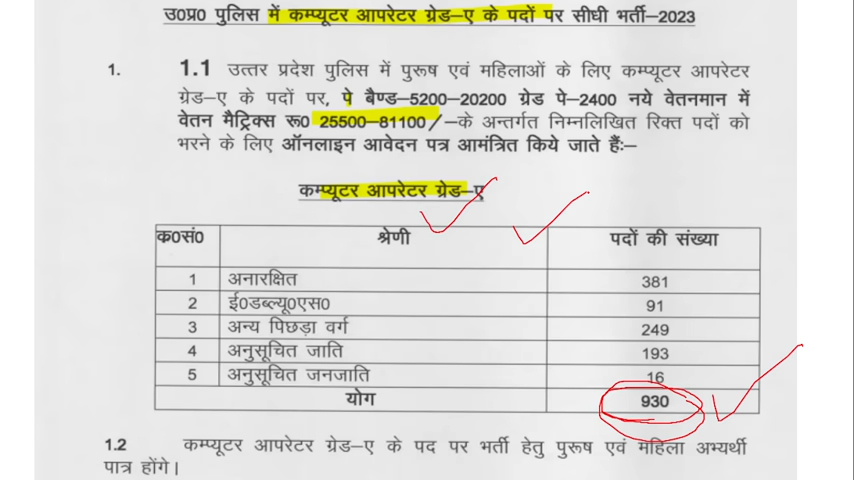 उ0प्र0 पुलिस में कम्प्यूटर आपरेटर ग्रेड–ए के पदों पर सीधी भर्ती–2023
1. 1.1 उत्तर प्रदेश पुलिस में पुरूष एवं महिलाओं के लिए कम्प्यूटर आपरेटर
ग्रेड–ए के पदों पर, पे बैण्ड–5200–20200 ग्रेड पे–2400 नये वेतनमान में
वेतन मैट्रिक्स रू0 25500–81100/–के अन्तर्गत निम्नलिखित रिक्त पदों को
भरने के लिए ऑनलाइन आवेदन पत्र आमंत्रित किये जाते हैः–
कम्प्यूटर आपरेटर ग्रेड–ए
क0सं0 श्रेणी पदों की संख्या
1 अनारक्षित 381
2 ई0डब्ल्यू0एस0 91
3 अन्य पिछड़ा वर्ग 249
4 अनुसूचित जाति 193
5 अनुसूचित जनजाति 16
योग 930
1.2 कम्प्यूटर आपरेटर ग्रेड–ए के पद पर भर्ती हेतु पुरूष एवं महिला अभ्यर्थी
पात्र होंगे।